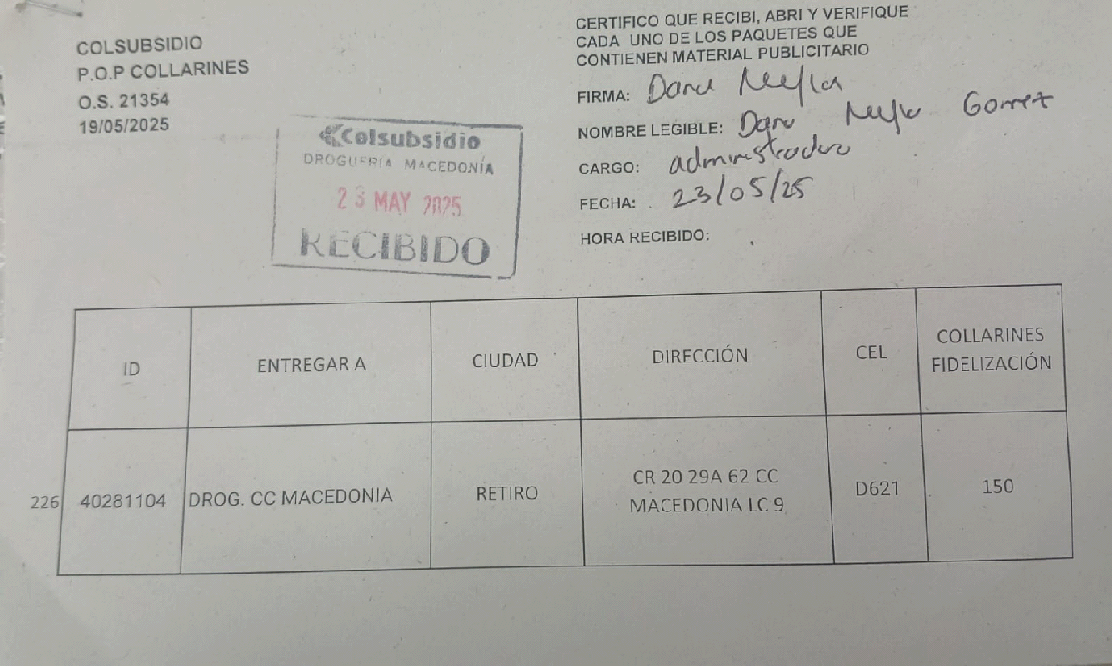 COLSUBSIDIO
P.O.P COLLARINES
O.S. 21354
19/05/2025
Colsubsidio
DROGUERÍA MACEDONÍA
23 MAY 2025
RECIBIDO
CERTIFICO QUE RECIBI, ABRI Y VERIFIQUE
CADA UNO DE LOS PAQUETES QUE
CONTIENEN MATERIAL PUBLICITARIO
FIRMA:
NOMBRE LEGIBLE: Gomez
CARGO: administradora
FECHA: 23/05/25
HORA RECIBIDO:
ID ENTREGAR A CIUDAD DIRECCIÓN CEL COLLARINES FIDELIZACIÓN
226 40281104 DROG. CC MACEDONIA RETIRO CR 20 29A 62 CC MACEDONIA LC 9 D621 150